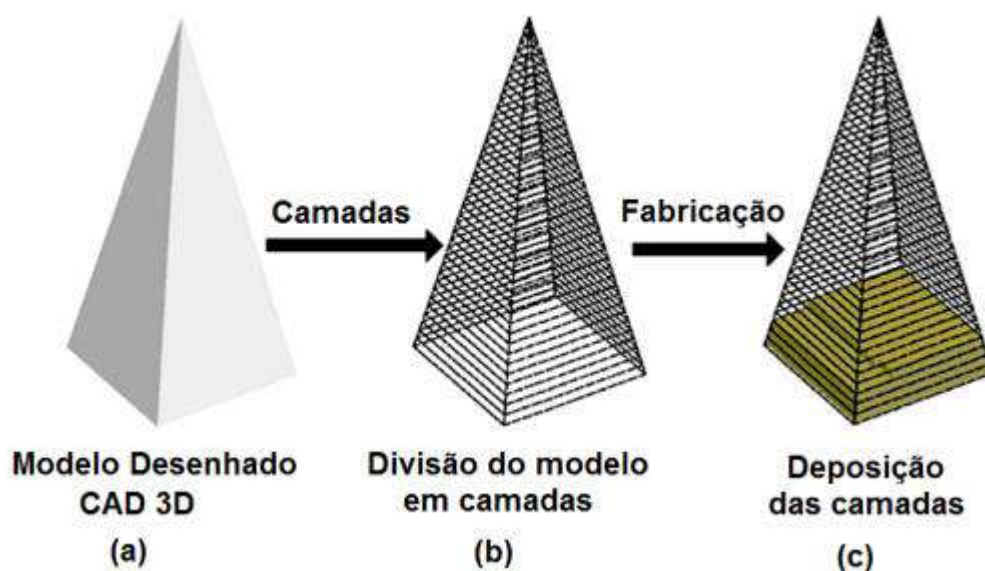 Camadas
Fabricação
Modelo Desenhado
CAD 3D
(a)
Divisão do modelo
em camadas
(b)
Deposição
das camadas
(c)